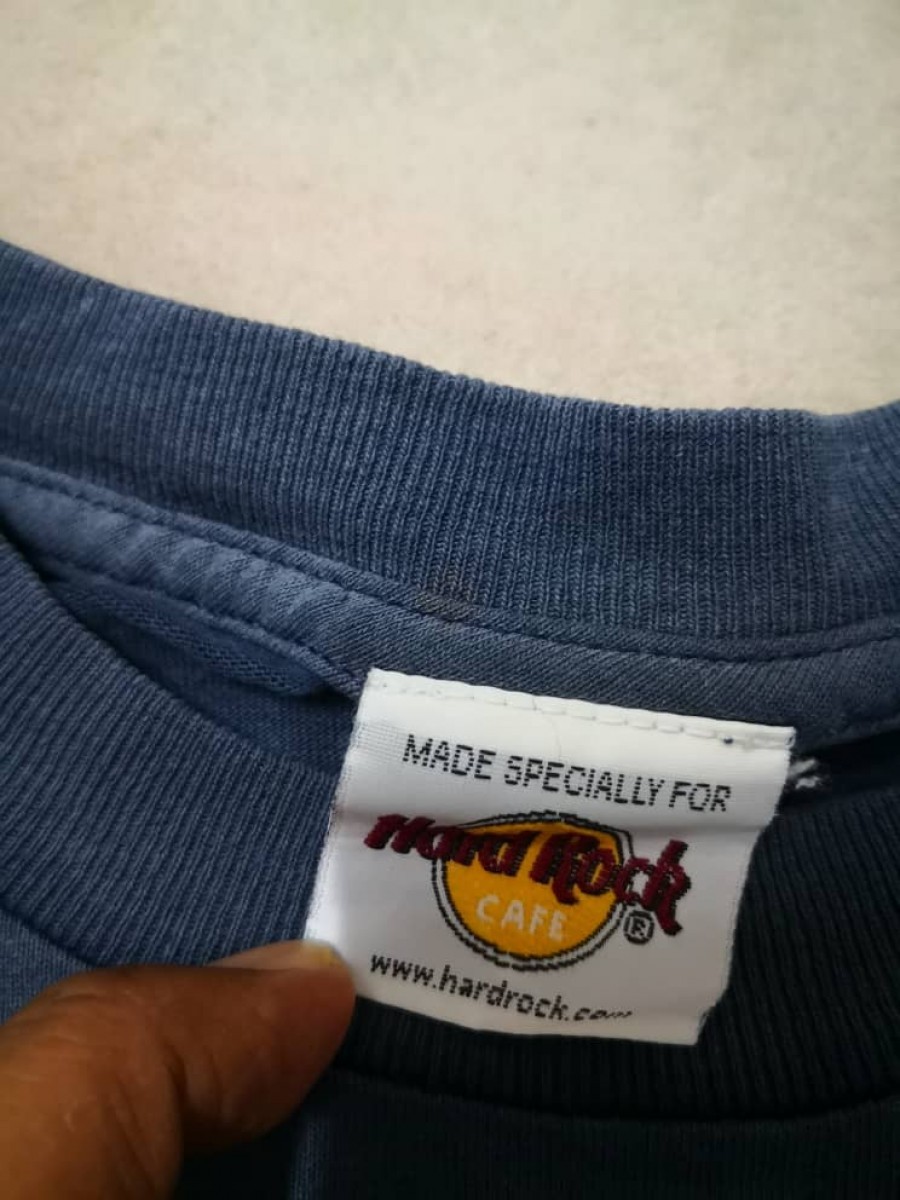 MADE SPECIALLY FOR
Hard Rock
CAFE ®
www.hardrock.com